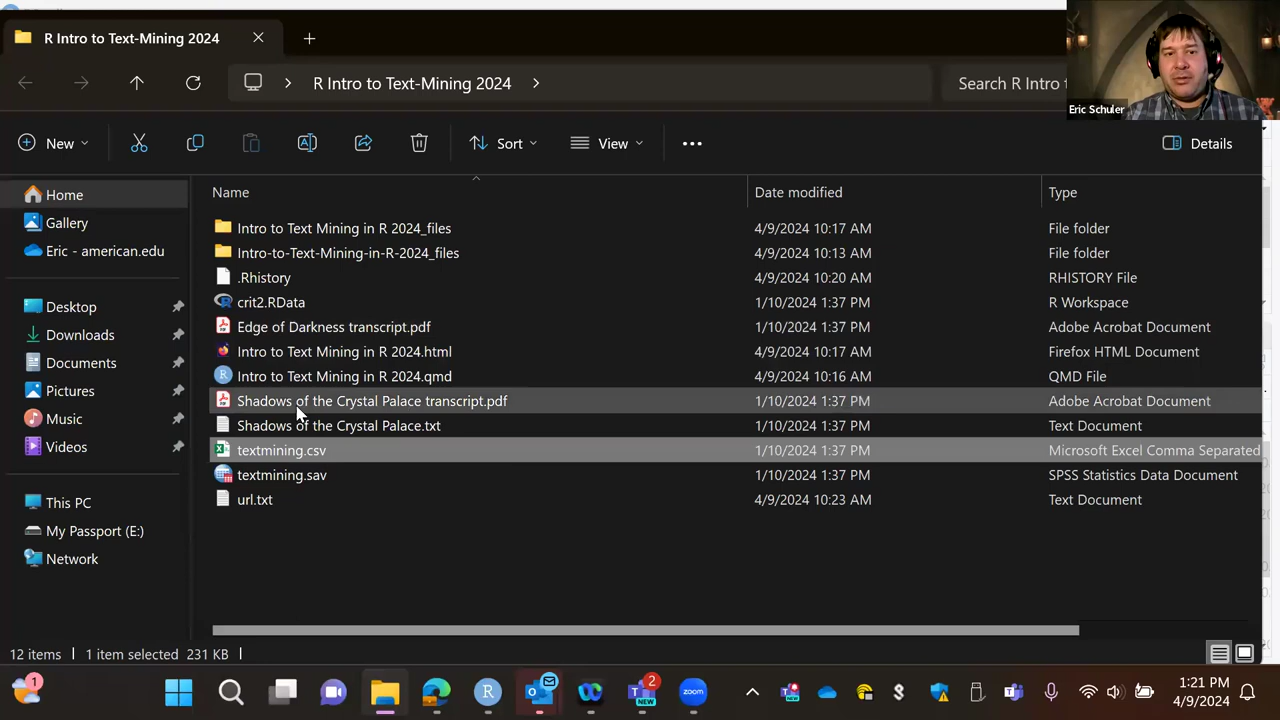 R Intro to Text-Mining 2024
R Intro to Text-Mining 2024
Search R Intro t
Eric Schuler
New
Sort
View
Details
Name
Date modified
Type
Home
Gallery
Eric - american.edu
Desktop
Downloads
Documents
Pictures
Music
Videos
This PC
My Passport (E:)
Network
Intro to Text Mining in R 2024_files 4/9/2024 10:17 AM File folder
Intro-to-Text-Mining-in-R-2024_files 4/9/2024 10:13 AM File folder
.Rhistory 4/9/2024 10:20 AM RHISTORY File
crit2.RData 1/10/2024 1:37 PM R Workspace
Edge of Darkness transcript.pdf 1/10/2024 1:37 PM Adobe Acrobat Document
Intro to Text Mining in R 2024.html 4/9/2024 10:17 AM Firefox HTML Document
Intro to Text Mining in R 2024.qmd 4/9/2024 10:16 AM QMD File
Shadows of the Crystal Palace transcript.pdf 1/10/2024 1:37 PM Adobe Acrobat Document
Shadows of the Crystal Palace.txt 1/10/2024 1:37 PM Text Document
textmining.csv 1/10/2024 1:37 PM Microsoft Excel Comma Separated
textmining.sav 1/10/2024 1:37 PM SPSS Statistics Data Document
url.txt 4/9/2024 10:23 AM Text Document
12 items 1 item selected 231 KB
1
2
NEW
zoom
NEW
1:21 PM
4/9/2024